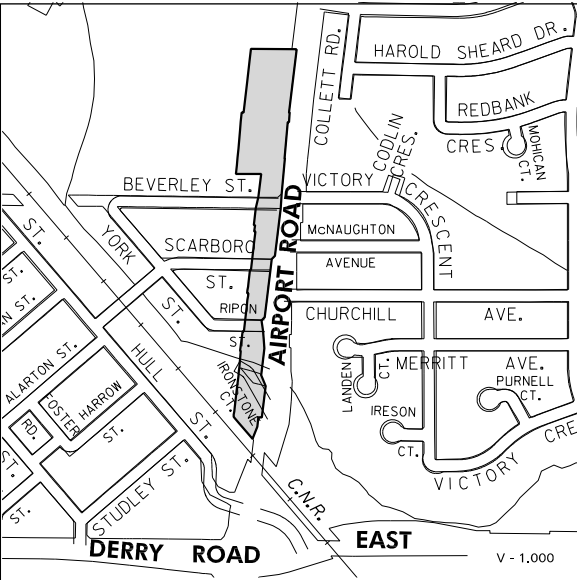 COLLETT RD.
HAROLD SHEARD DR.
REDBANK
CRES.
MOHICAN
CT.
CODLIN
CRES.
BEVERLEY ST.
VICTORY
CRESCENT
McNAUGHTON
AVENUE
YORK
ST.
SCARBORO
ST.
RIPON
ST.
AIRPORT ROAD
IRONSTONE
CT.
CHURCHILL AVE.
MERRITT AVE.
LANDEN
CT.
PURNELL
CT.
IRESON
CT.
VICTORY CRE
ST.
ST.
AN ST.
ALARTON ST.
HULL
ST.
FOSTER
RD.
HARROW
ST.
ST.
ST.
STUDLEY ST.
C.N.R.
DERRY ROAD EAST
V - 1.000